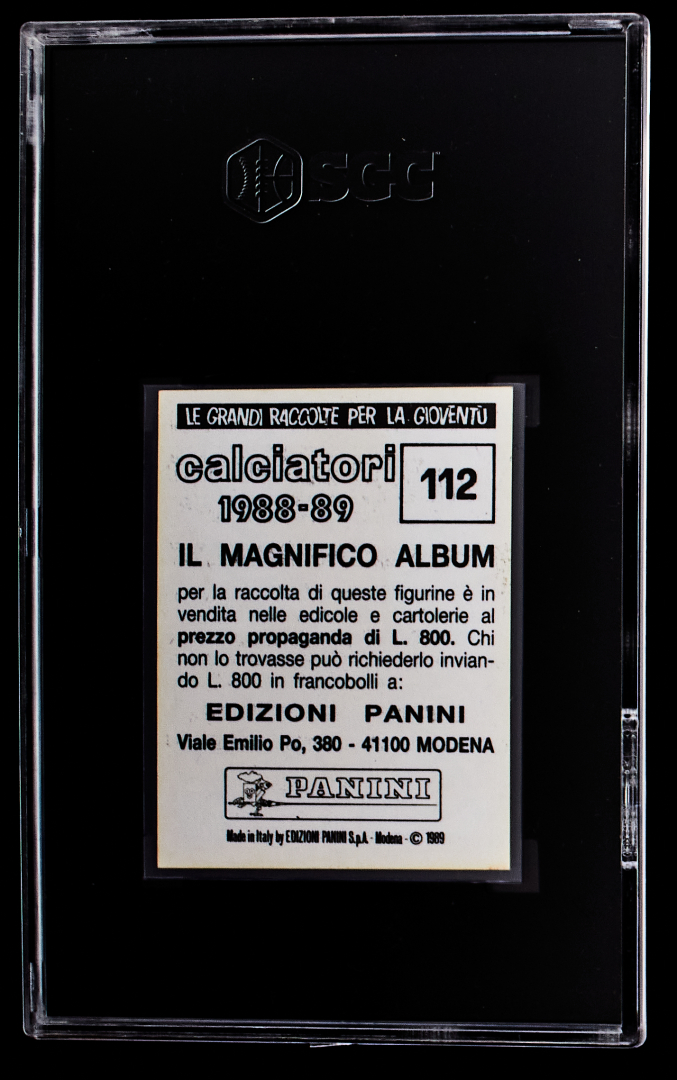 SGC
LE GRANDI RACCOLTE PER LA GIOVENTÙ
calciatori
1988-89
112
IL MAGNIFICO ALBUM
per la raccolta di queste figurine è in
vendita nelle edicole e cartolerie al
prezzo propaganda di L. 800. Chi
non lo trovasse può richiederlo invian-
do L. 800 in francobolli a:
EDIZIONI PANINI
Viale Emilio Po, 380 - 41100 MODENA
PANINI
Made in Italy by EDIZIONI PANINI S.p.A. - Modena - © 1989